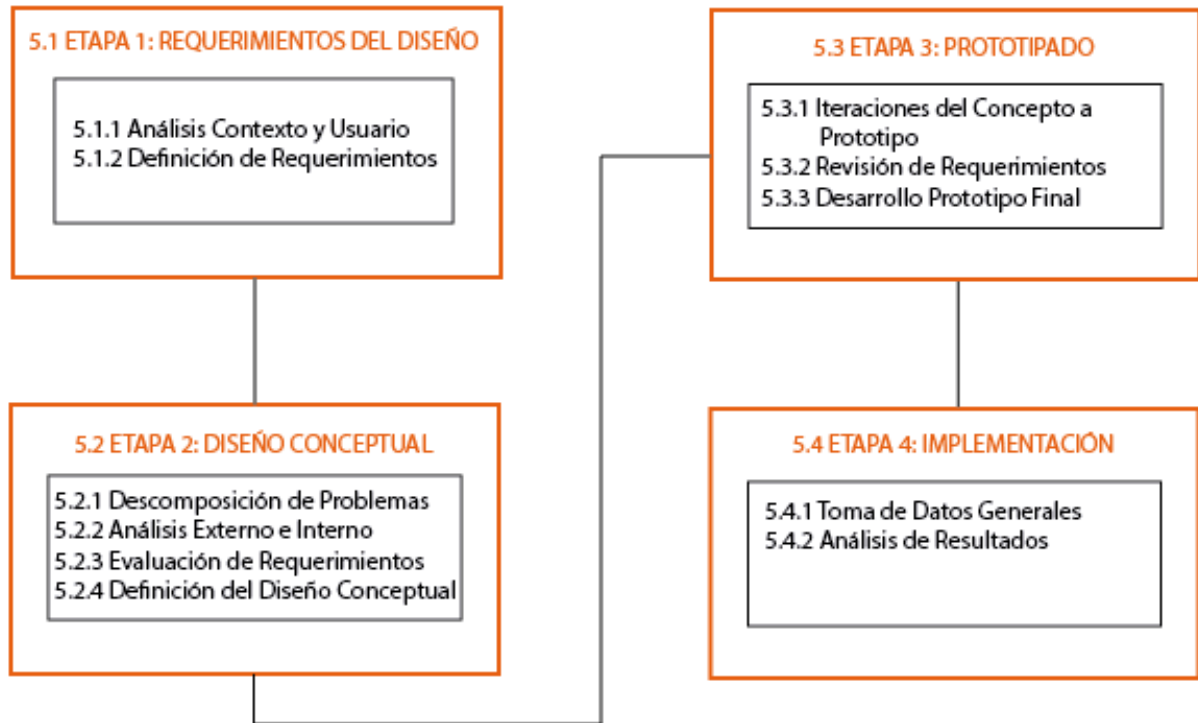 5.1 ETAPA 1: REQUERIMIENTOS DEL DISEÑO
5.1.1 Análisis Contexto y Usuario
5.1.2 Definición de Requerimientos
5.2 ETAPA 2: DISEÑO CONCEPTUAL
5.2.1 Descomposición de Problemas
5.2.2 Análisis Externo e Interno
5.2.3 Evaluación de Requerimientos
5.2.4 Definición del Diseño Conceptual
5.3 ETAPA 3: PROTOTIPADO
5.3.1 Iteraciones del Concepto a
Prototipo
5.3.2 Revisión de Requerimientos
5.3.3 Desarrollo Prototipo Final
5.4 ETAPA 4: IMPLEMENTACIÓN
5.4.1 Toma de Datos Generales
5.4.2 Análisis de Resultados